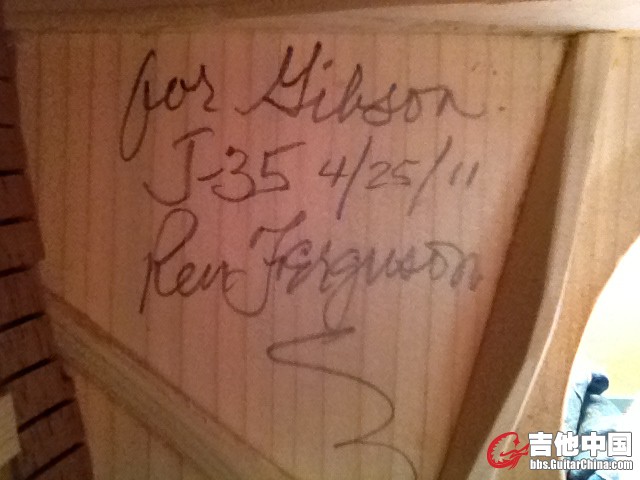 for Gibson.
J-35 4/25/11
Ren Ferguson
吉他中国
bbs.GuitarChina.com